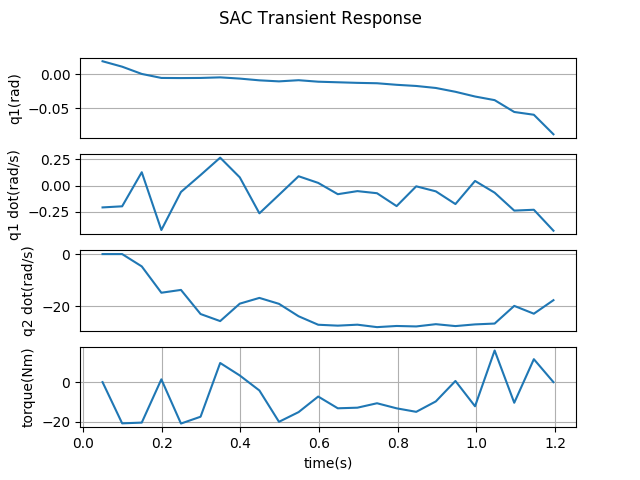 SAC Transient Response
q1(rad)
0.00
−0.05
q1 dot(rad/s)
0.25
0.00
−0.25
q2 dot(rad/s)
0
−20
torque(Nm)
0
−20
0.0 0.2 0.4 0.6 0.8 1.0 1.2
time(s)